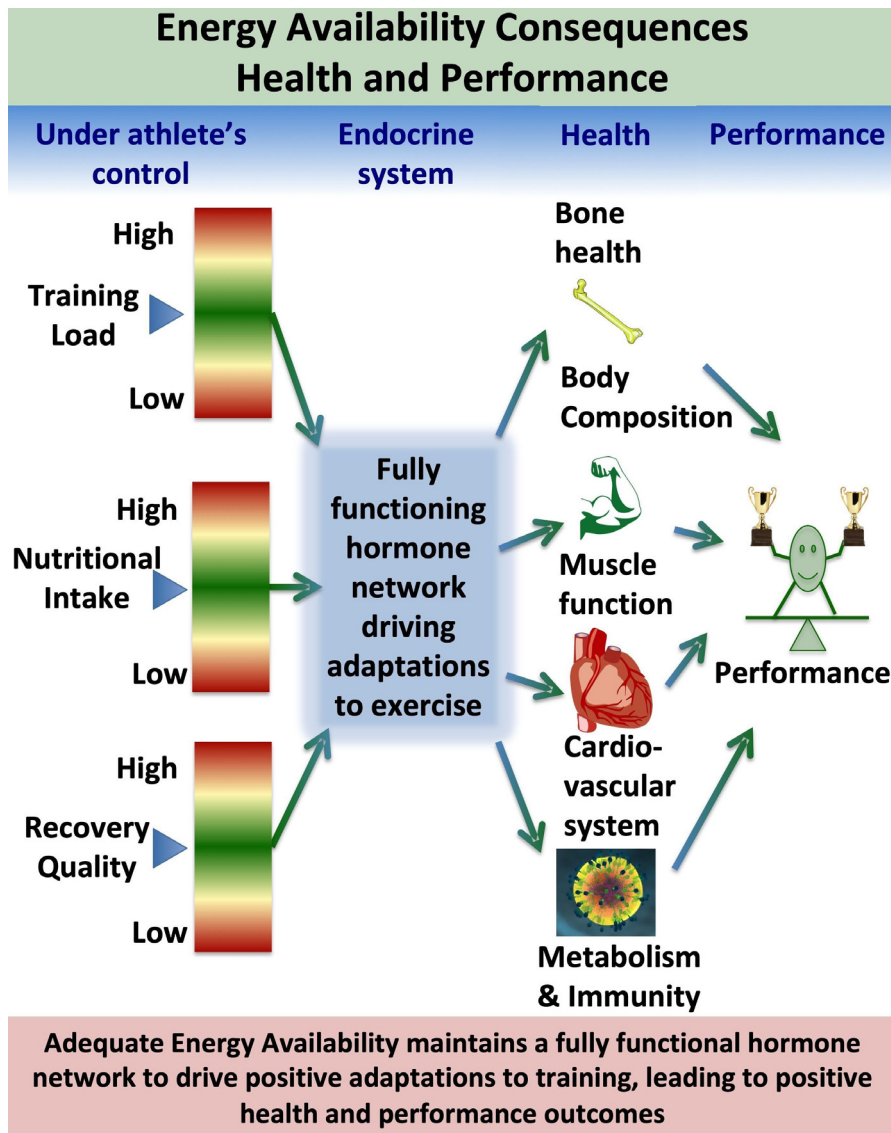 Energy Availability Consequences
Health and Performance
Under athlete's
control
Endocrine
system
Health
Performance
High
Training
Load
Low
High
Nutritional
Intake
Low
High
Recovery
Quality
Low
Fully
functioning
hormone
network
driving
adaptations
to exercise
Bone
health
Body
Composition
Muscle
function
Cardio-
vascular
system
Metabolism
& Immunity
Performance
Adequate Energy Availability maintains a fully functional hormone
network to drive positive adaptations to training, leading to positive
health and performance outcomes